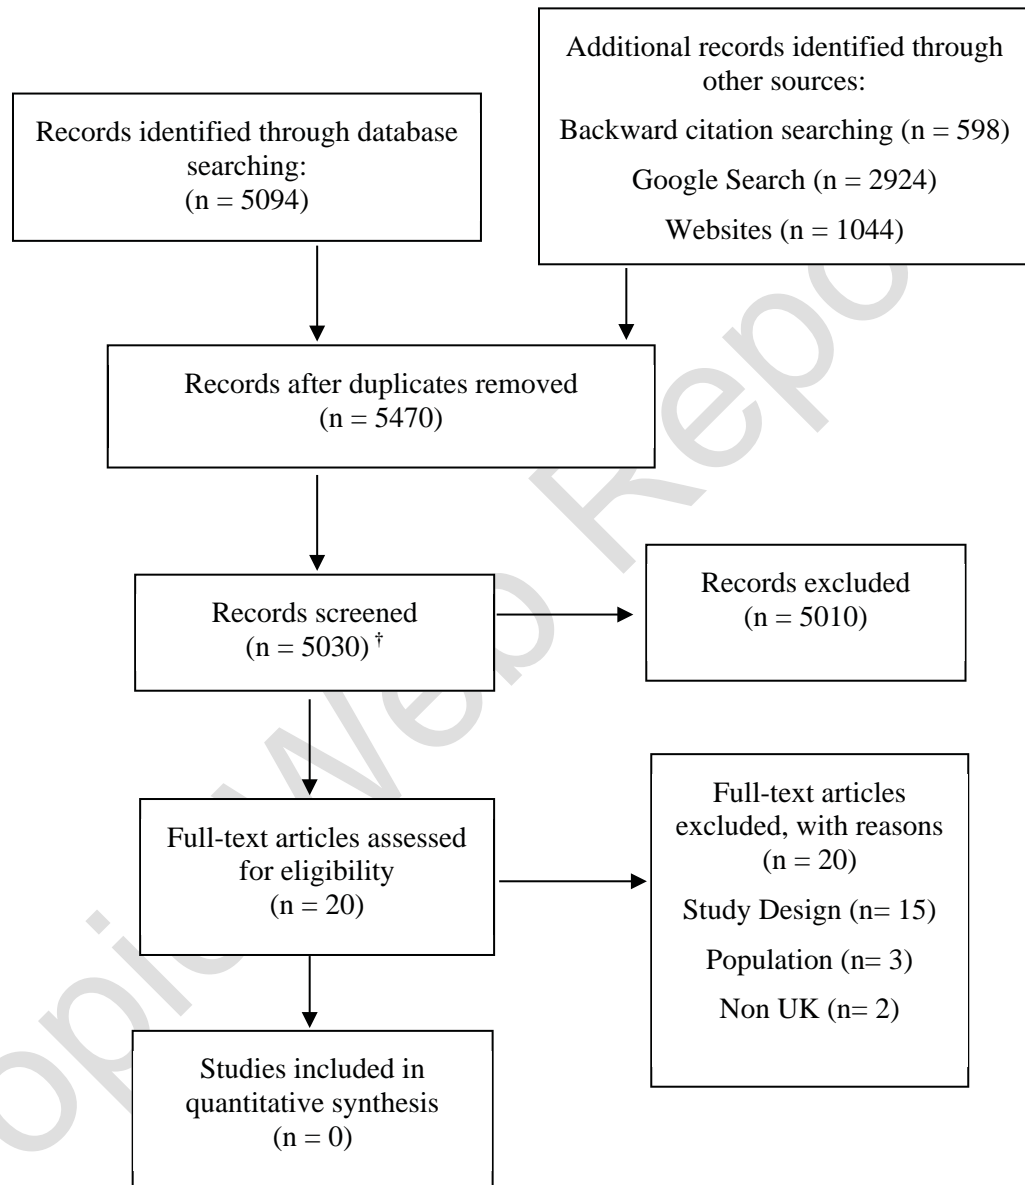 Records identified through database
searching:
(n = 5094)
Additional records identified through
other sources:
Backward citation searching (n = 598)
Google Search (n = 2924)
Websites (n = 1044)
Records after duplicates removed
(n = 5470)
Records screened
(n = 5030) †
Records excluded
(n = 5010)
Full-text articles assessed
for eligibility
(n = 20)
Full-text articles
excluded, with reasons
(n = 20)
Study Design (n= 15)
Population (n= 3)
Non UK (n= 2)
Studies included in
quantitative synthesis
(n = 0)
opic Web Repo